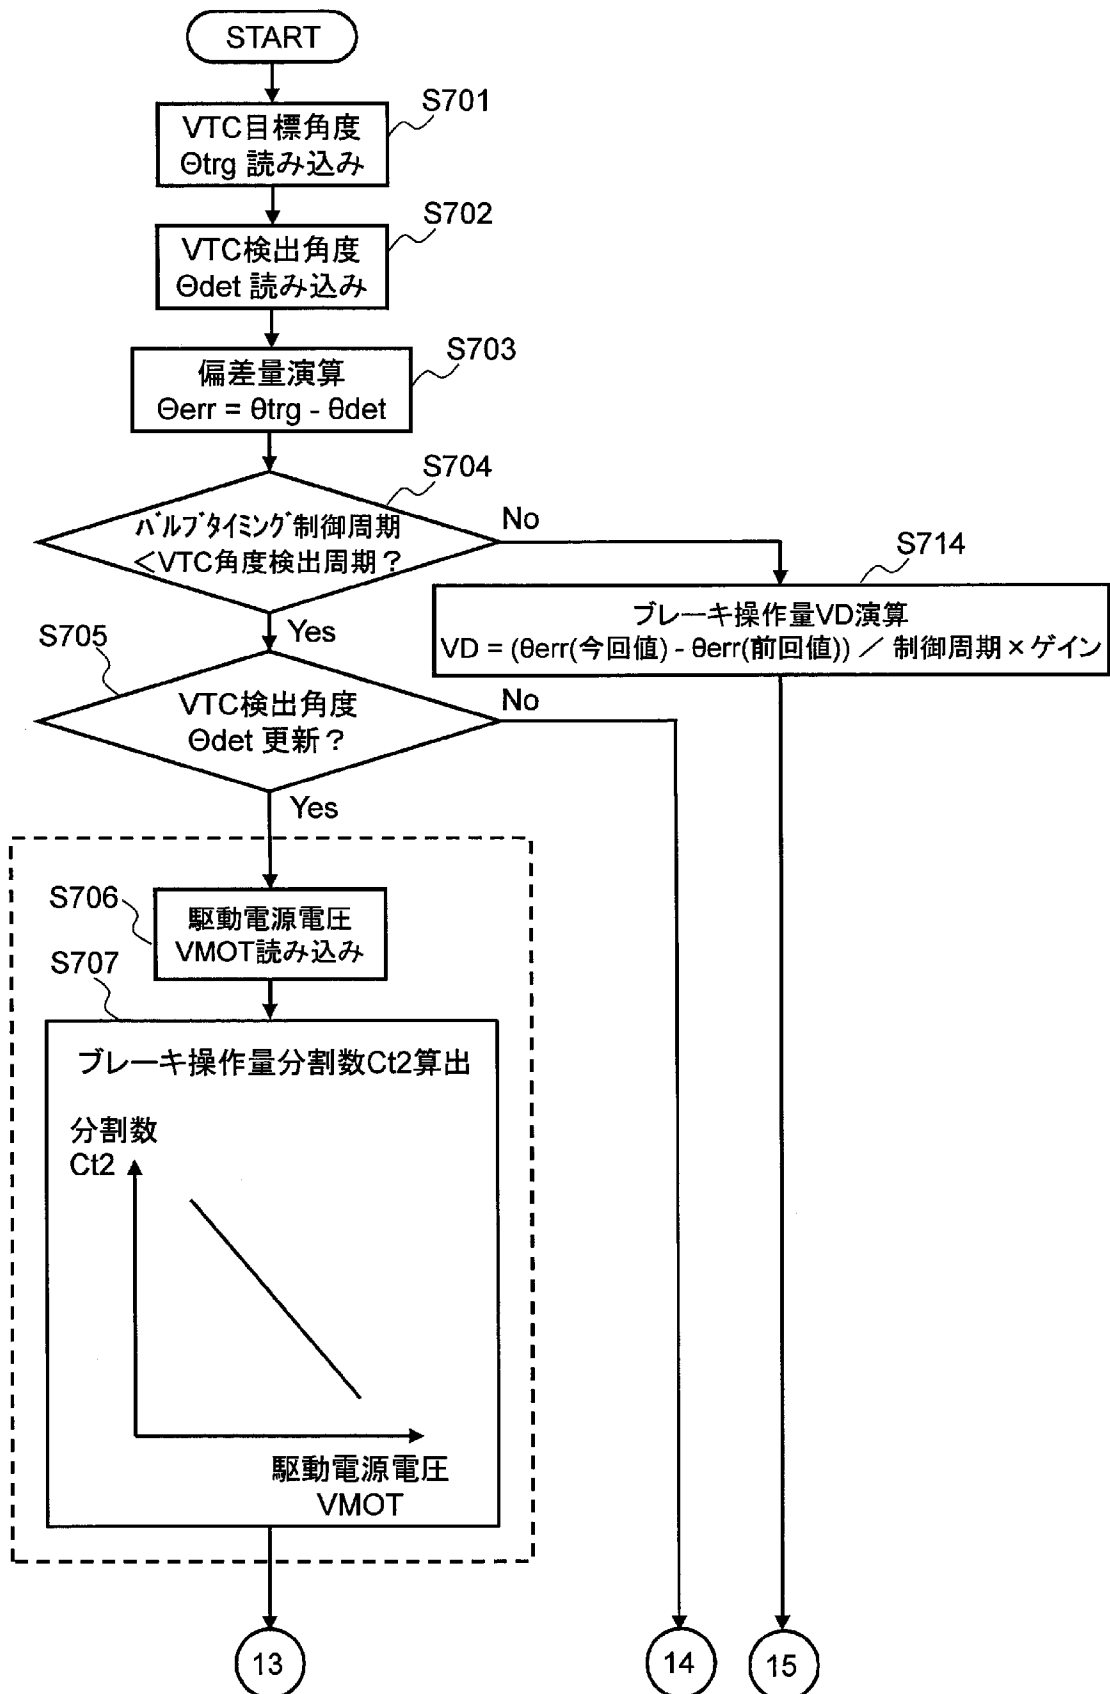 START
S701
VTC目標角度
Θtrg 読み込み
S702
VTC検出角度
Θdet 読み込み
S703
偏差量演算
Θerr = θtrg - θdet
S704
ﾊﾞﾙﾌﾞﾀｲﾐﾝｸﾞ制御周期
＜VTC角度検出周期？
No
Yes
S714
ブレーキ操作量VD演算
VD = (θerr(今回値) - θerr(前回値)) ／ 制御周期×ゲイン
S705
VTC検出角度
Θdet 更新？
No
Yes
S706
駆動電源電圧
VMOT読み込み
S707
ブレーキ操作量分割数Ct2算出
分割数
Ct2
駆動電源電圧
VMOT
13
14
15